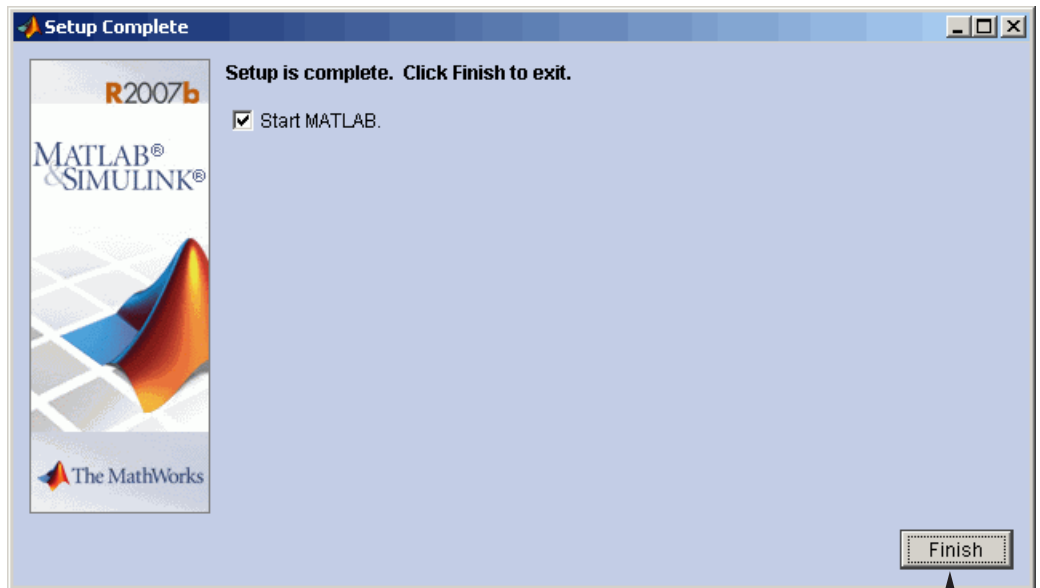 Setup Complete
R2007b
MATLAB®
&SIMULINK®
The MathWorks
Setup is complete.  Click Finish to exit.
Start MATLAB.
Finish